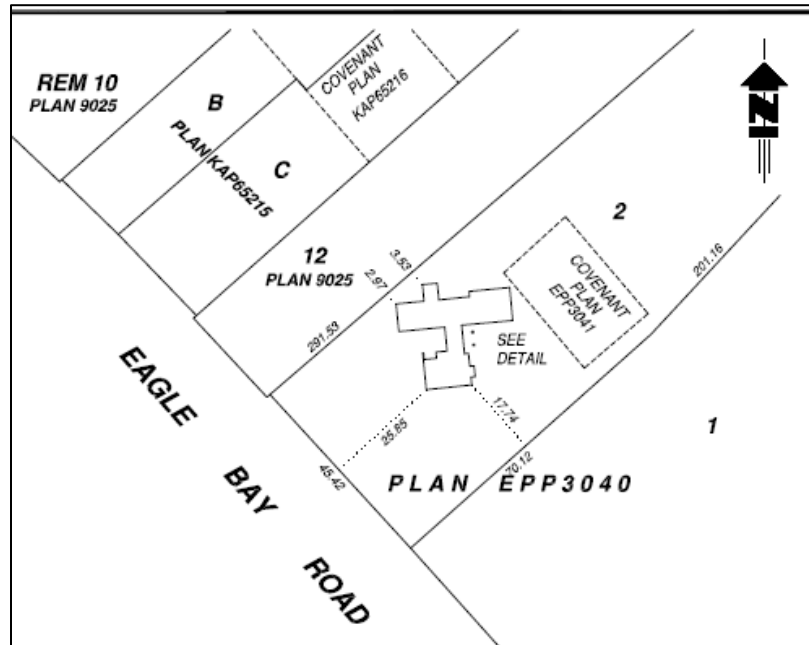 REM 10
PLAN 9025
B
PLAN KAP65215
C
COVENANT
PLAN
KAP65216
N
2
12
PLAN 9025
3.53
2.97
291.53
COVENANT
PLAN
EPP3041
201.16
SEE
DETAIL
EAGLE
BAY
ROAD
25.85
17.74
45.42
70.12
1
PLAN EPP3040